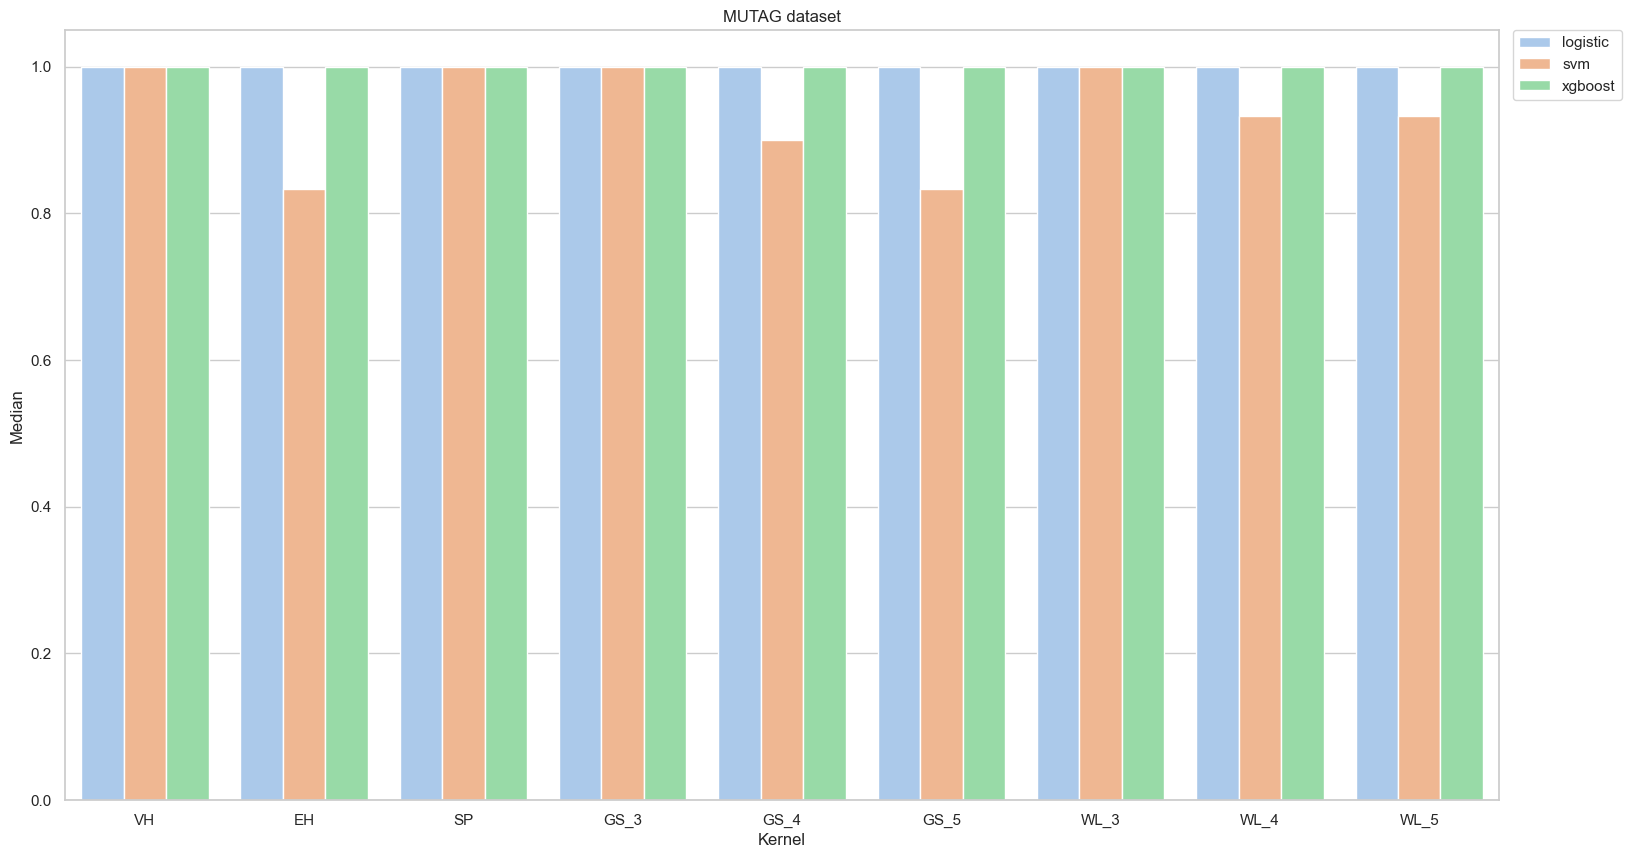 MUTAG dataset
logistic
svm
xgboost
1.0
0.8
0.6
0.4
0.2
0.0
Median
VH EH SP GS_3 GS_4 GS_5 WL_3 WL_4 WL_5
Kernel